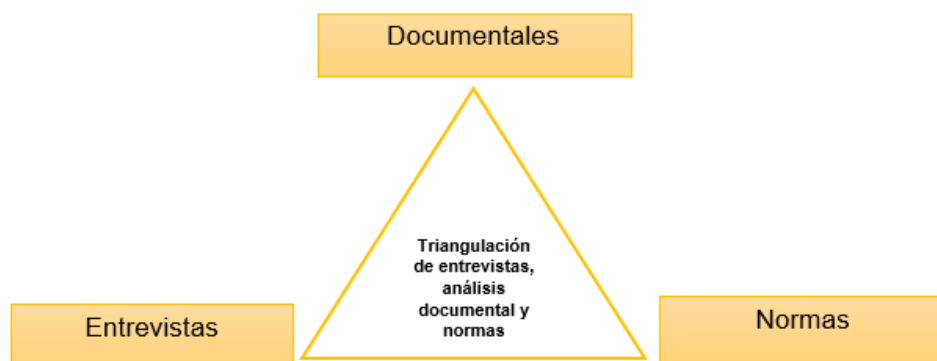 Documentales
Triangulación
de entrevistas,
análisis
documental y
normas
Entrevistas
Normas